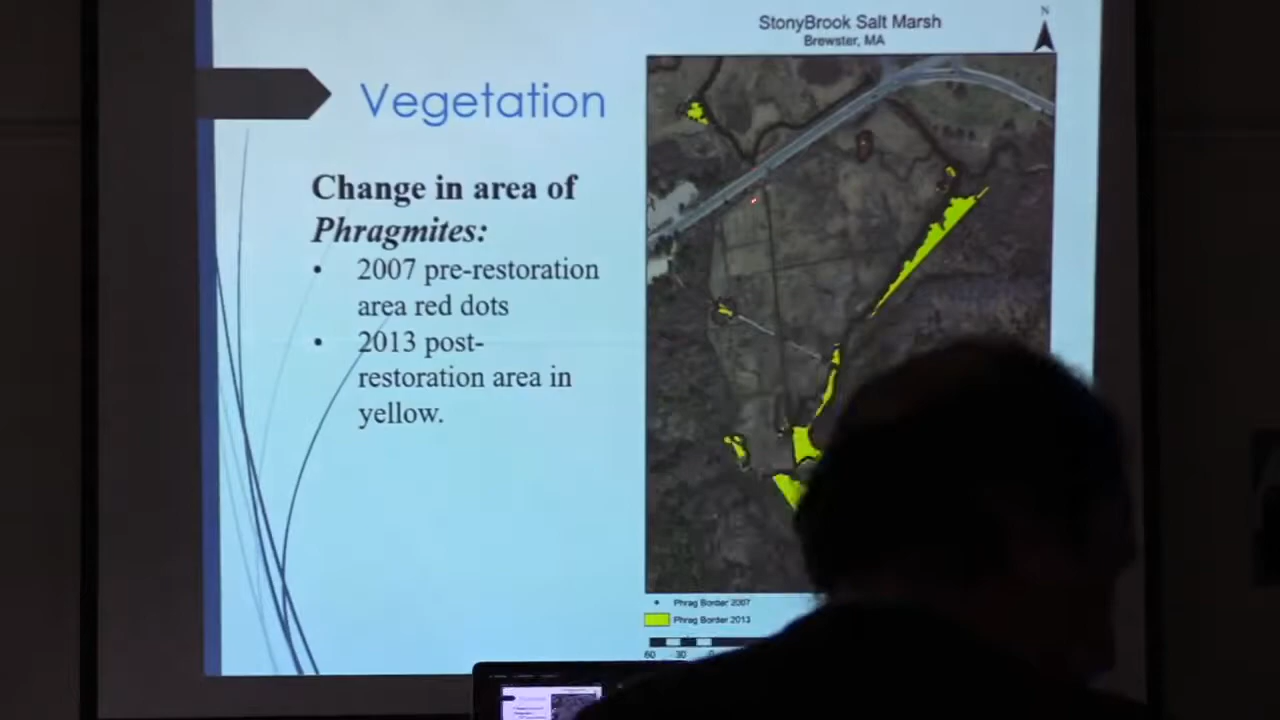 Vegetation
Change in area of
Phragmites:
• 2007 pre-restoration
area red dots
• 2013 post-
restoration area in
yellow.
StonyBrook Salt Marsh
Brewster, MA
N
Phrag Border 2007
Phrag Border 2013
60 30 0